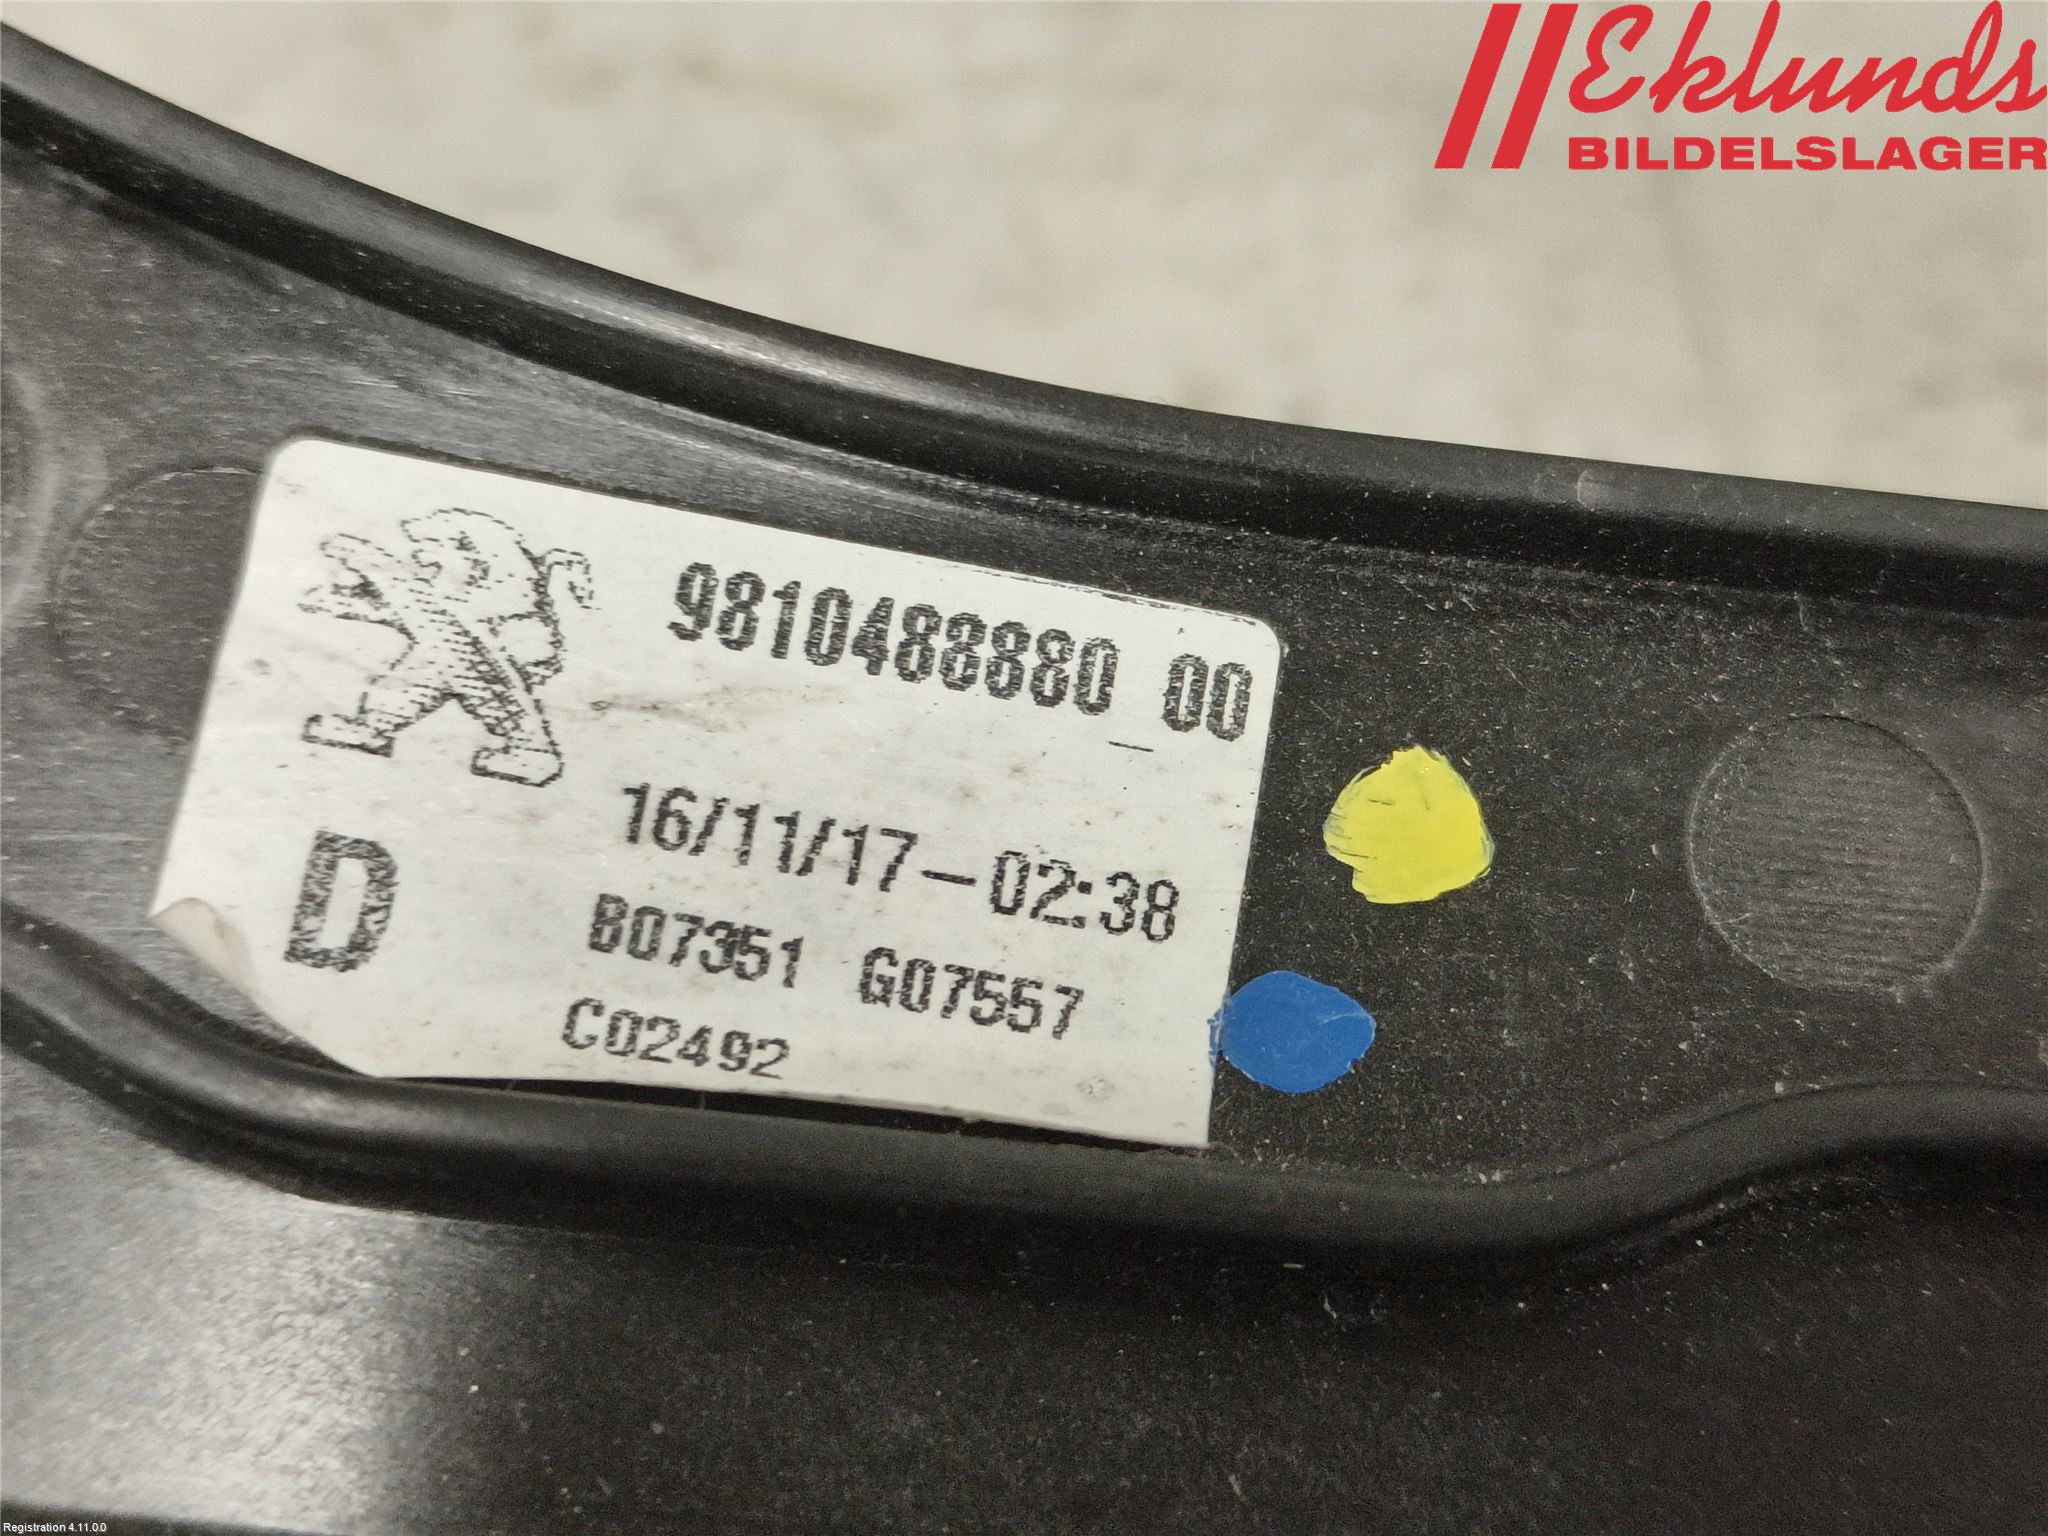 Eklunds
BILDELSLAGER
9810488880_00
16/11/17-02:38
D
B07351 G07557
C02492
Registration 4.11.0.0